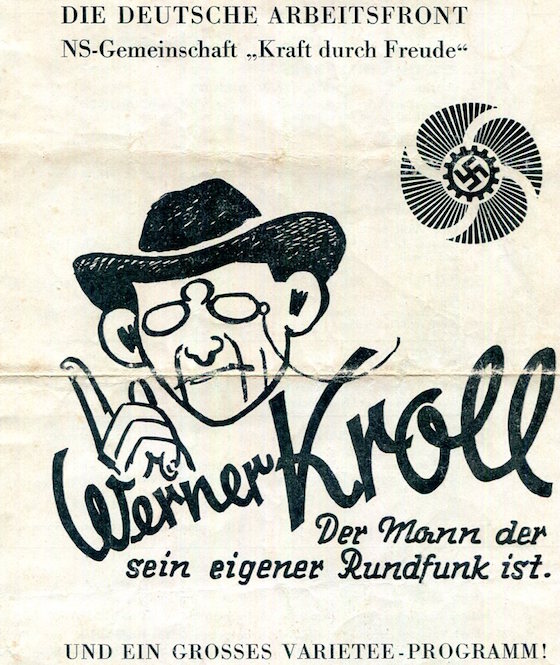 DIE DEUTSCHE ARBEITSFRONT
NS-Gemeinschaft „Kraft durch Freude“
Werner Kroll
Der Mann der
sein eigener Rundfunk ist.
UND EIN GROSSES VARIETEE-PROGRAMM!